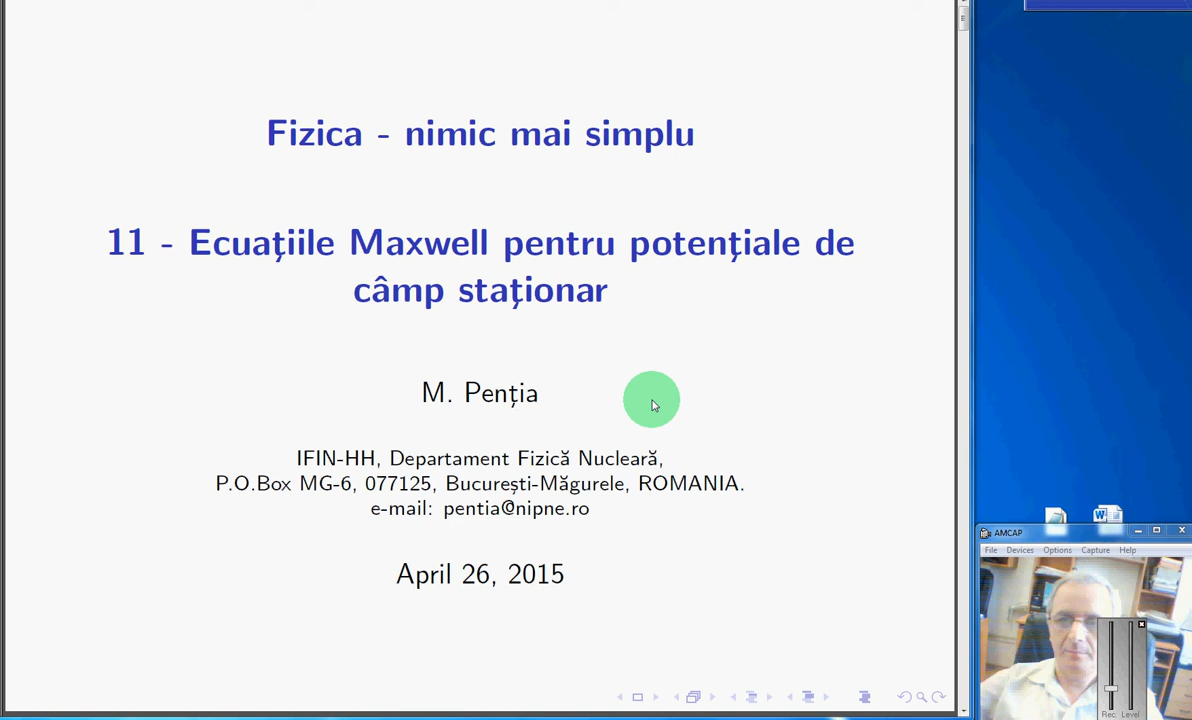 Fizica - nimic mai simplu
11 - Ecuațiile Maxwell pentru potențiale de
câmp staționar
M. Penția
IFIN-HH, Departament Fizică Nucleară,
P.O.Box MG-6, 077125, București-Măgurele, ROMANIA.
e-mail: pentia@nipne.ro
April 26, 2015
AMCAP
File Devices Options Capture Help
Rec. Level